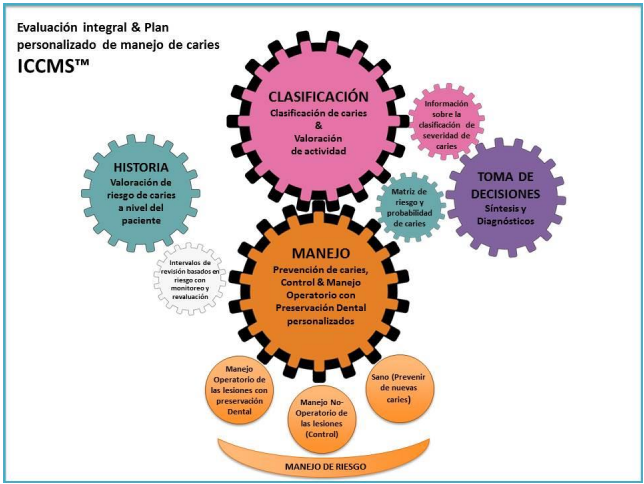 Evaluación integral & Plan
personalizado de manejo de caries
ICCMS™
CLASIFICACIÓN
Clasificación de caries
&
Valoración
de actividad
Información
sobre la
clasificación de
severidad de
caries
HISTORIA
Valoración de
riesgo de caries
a nivel del
paciente
TOMA DE
DECISIONES
Síntesis y
Diagnósticos
Matriz de
riesgo y
probabilidad
de caries
Intervalos de
revisión basados en
riesgo con
monitoreo y
revaluación
MANEJO
Prevención de caries,
Control & Manejo
Operatorio con
Preservación Dental
personalizados
Manejo
Operatorio de
las lesiones con
preservación
Dental
Manejo No-
Operatorio de
las lesiones
(Control)
Sano (Prevenir
de nuevas
caries)
MANEJO DE RIESGO